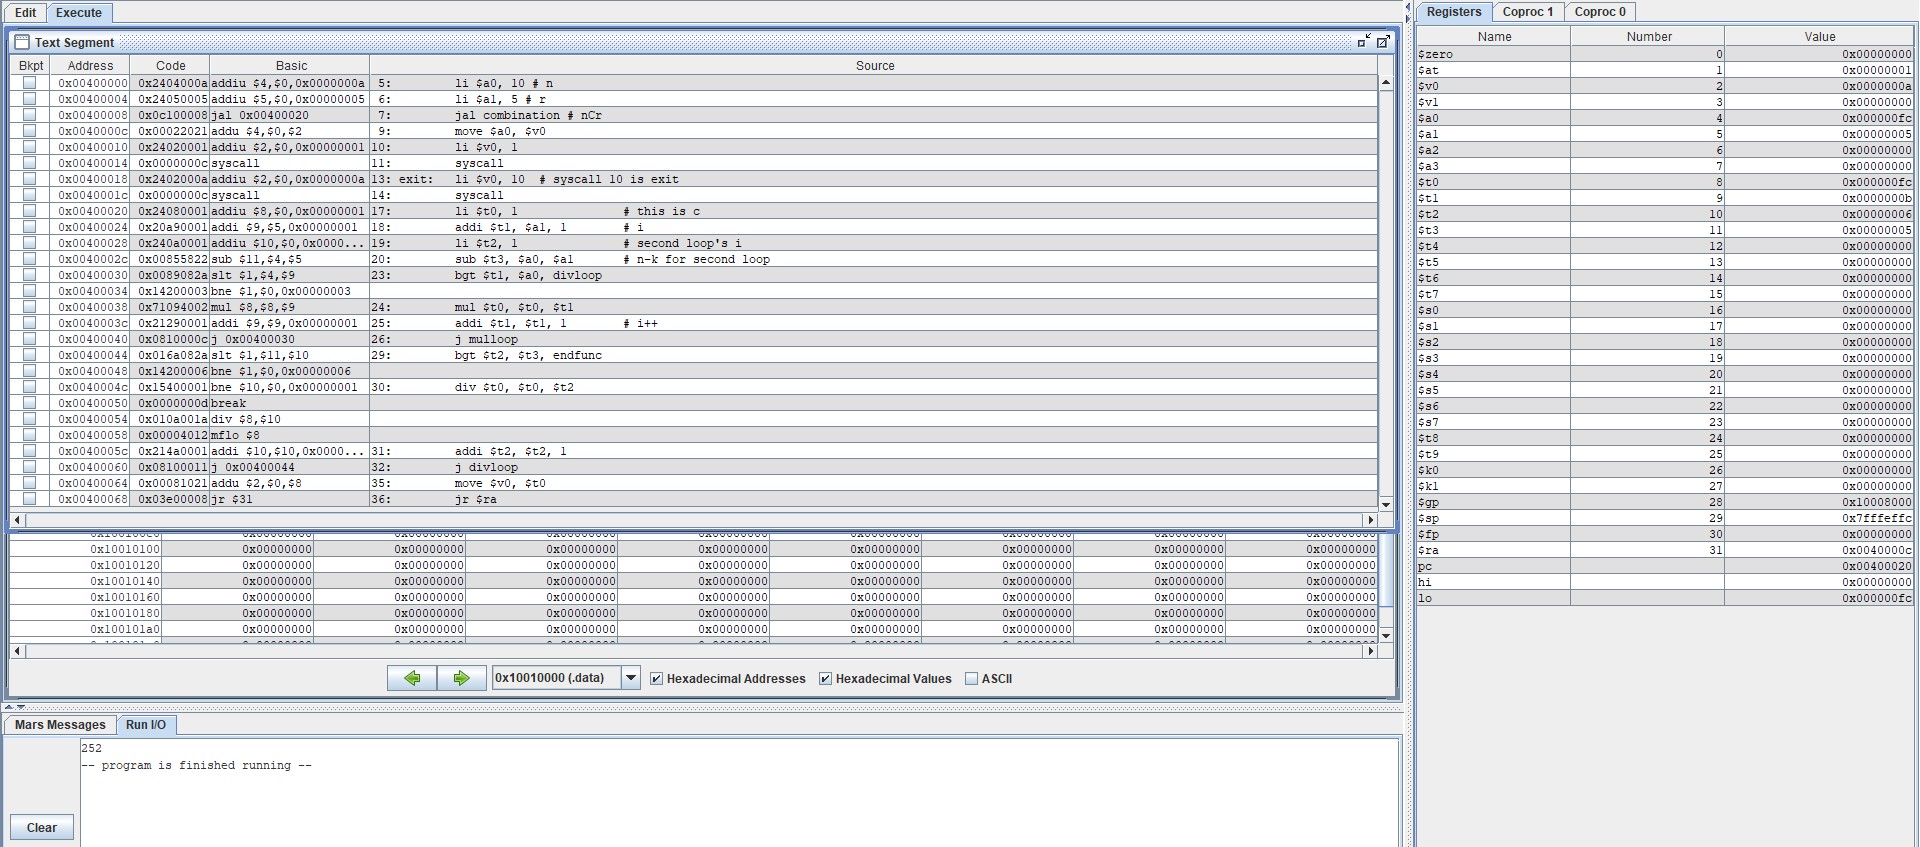 Edit Execute
Text Segment
Bkpt Address Code Basic Source
0x00400000 0x2404000a addiu $4,$0,0x0000000a 5: li $a0, 10 # n
0x00400004 0x24050005 addiu $5,$0,0x00000005 6: li $a1, 5 # r
0x00400008 0x0c100008 jal 0x00400020 7: jal combination # nCr
0x0040000c 0x00022021 addu $4,$0,$2 9: move $a0, $v0
0x00400010 0x24020001 addiu $2,$0,0x00000001 10: li $v0, 1
0x00400014 0x0000000c syscall 11: syscall
0x00400018 0x2402000a addiu $2,$0,0x0000000a 13: exit: li $v0, 10 # syscall 10 is exit
0x0040001c 0x0000000c syscall 14: syscall
0x00400020 0x24080001 addiu $8,$0,0x00000001 17: li $t0, 1 # this is c
0x00400024 0x20a90001 addi $9,$5,0x00000001 18: addi $t1, $a1, 1 # i
0x00400028 0x240a0001 addiu $10,$0,0x0000... 19: li $t2, 1 # second loop's i
0x0040002c 0x00855822 sub $11,$4,$5 20: sub $t3, $a0, $a1 # n-k for second loop
0x00400030 0x0089082a slt $1,$4,$9 23: bgt $t1, $a0, divloop
0x00400034 0x14200003 bne $1,$0,0x00000003
0x00400038 0x71094002 mul $8,$8,$9 24: mul $t0, $t0, $t1
0x0040003c 0x21290001 addi $9,$9,0x00000001 25: addi $t1, $t1, 1 # i++
0x00400040 0x0810000c j 0x00400030 26: j mulloop
0x00400044 0x016a082a slt $1,$11,$10 29: bgt $t2, $t3, endfunc
0x00400048 0x14200006 bne $1,$0,0x00000006
0x0040004c 0x15400001 bne $10,$0,0x00000001 30: div $t0, $t0, $t2
0x00400050 0x0000000d break
0x00400054 0x010a001a div $8,$10
0x00400058 0x00004012 mflo $8
0x0040005c 0x214a0001 addi $10,$10,0x0000... 31: addi $t2, $t2, 1
0x00400060 0x08100011 j 0x00400044 32: j divloop
0x00400064 0x00081021 addu $2,$0,$8 35: move $v0, $t0
0x00400068 0x03e00008 jr $31 36: jr $ra
0x10010100 0x00000000 0x00000000 0x00000000 0x00000000 0x00000000 0x00000000 0x00000000 0x00000000
0x10010120 0x00000000 0x00000000 0x00000000 0x00000000 0x00000000 0x00000000 0x00000000 0x00000000
0x10010140 0x00000000 0x00000000 0x00000000 0x00000000 0x00000000 0x00000000 0x00000000 0x00000000
0x10010160 0x00000000 0x00000000 0x00000000 0x00000000 0x00000000 0x00000000 0x00000000 0x00000000
0x10010180 0x00000000 0x00000000 0x00000000 0x00000000 0x00000000 0x00000000 0x00000000 0x00000000
0x100101a0 0x00000000 0x00000000 0x00000000 0x00000000 0x00000000 0x00000000 0x00000000 0x00000000
0x10010000 (.data) Hexadecimal Addresses Hexadecimal Values ASCII
Mars Messages Run I/O
252
-- program is finished running --
Clear
Registers Coproc 1 Coproc 0
Name Number Value
$zero 0 0x00000000
$at 1 0x00000001
$v0 2 0x0000000a
$v1 3 0x00000000
$a0 4 0x000000fc
$a1 5 0x00000005
$a2 6 0x00000000
$a3 7 0x00000000
$t0 8 0x000000fc
$t1 9 0x0000000b
$t2 10 0x00000006
$t3 11 0x00000005
$t4 12 0x00000000
$t5 13 0x00000000
$t6 14 0x00000000
$t7 15 0x00000000
$s0 16 0x00000000
$s1 17 0x00000000
$s2 18 0x00000000
$s3 19 0x00000000
$s4 20 0x00000000
$s5 21 0x00000000
$s6 22 0x00000000
$s7 23 0x00000000
$t8 24 0x00000000
$t9 25 0x00000000
$k0 26 0x00000000
$k1 27 0x00000000
$gp 28 0x10008000
$sp 29 0x7fffeffc
$fp 30 0x00000000
$ra 31 0x0040000c
pc 0x00400020
hi 0x00000000
lo 0x000000fc